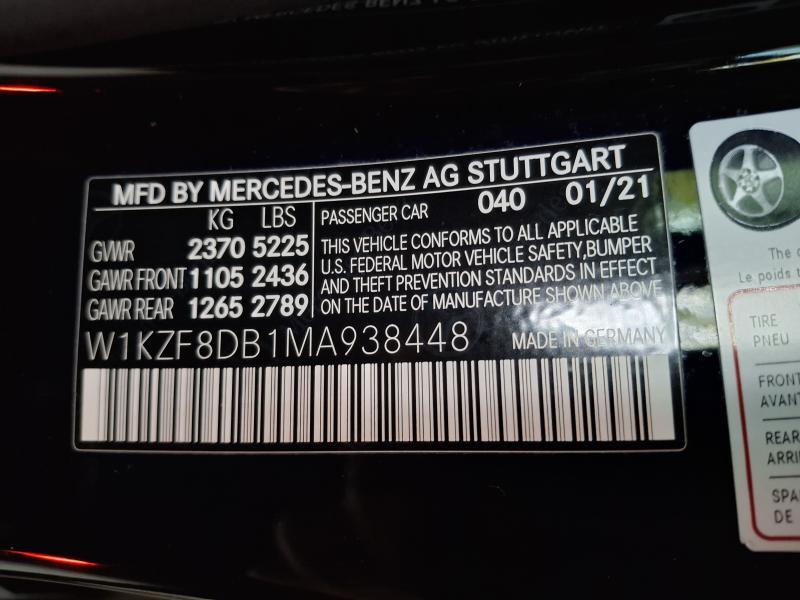 MFD BY MERCEDES-BENZ AG STUTTGART
KG LBS
GVWR 2370 5225
GAWR FRONT 1105 2436
GAWR REAR 1265 2789
PASSENGER CAR 040 01/21
THIS VEHICLE CONFORMS TO ALL APPLICABLE
U.S. FEDERAL MOTOR VEHICLE SAFETY,BUMPER
AND THEFT PREVENTION STANDARDS IN EFFECT
ON THE DATE OF MANUFACTURE SHOWN ABOVE
W1KZF8DB1MA938448 MADE IN GERMANY
The
Le poids
TIRE
PNEU
FRONT
AVANT
REAR
DE